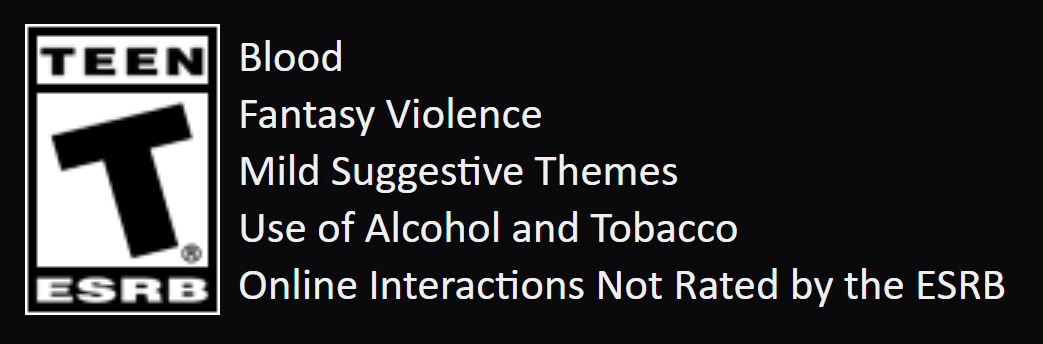 TEEN
T®
ESRB
Blood
Fantasy Violence
Mild Suggestive Themes
Use of Alcohol and Tobacco
Online Interactions Not Rated by the ESRB